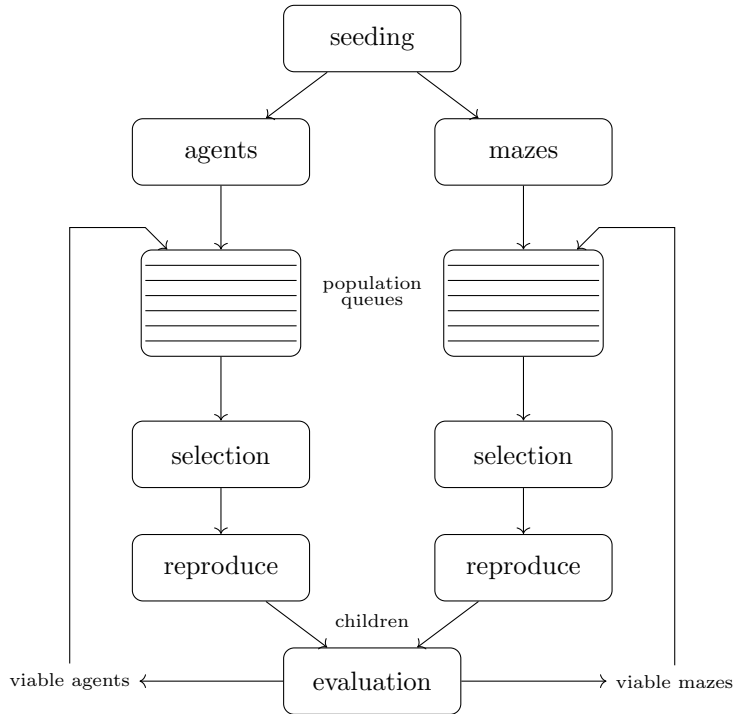 seeding
agents
mazes
population
queues
selection
selection
reproduce
reproduce
children
viable agents
evaluation
viable mazes